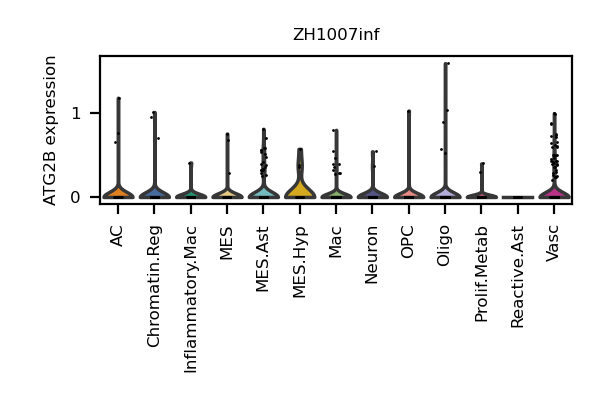 ZH1007inf
ATG2B expression
1
0
AC
Chromatin.Reg
Inflammatory.Mac
MES
MES.Ast
MES.Hyp
Mac
Neuron
OPC
Oligo
Prolif.Metab
Reactive.Ast
Vasc